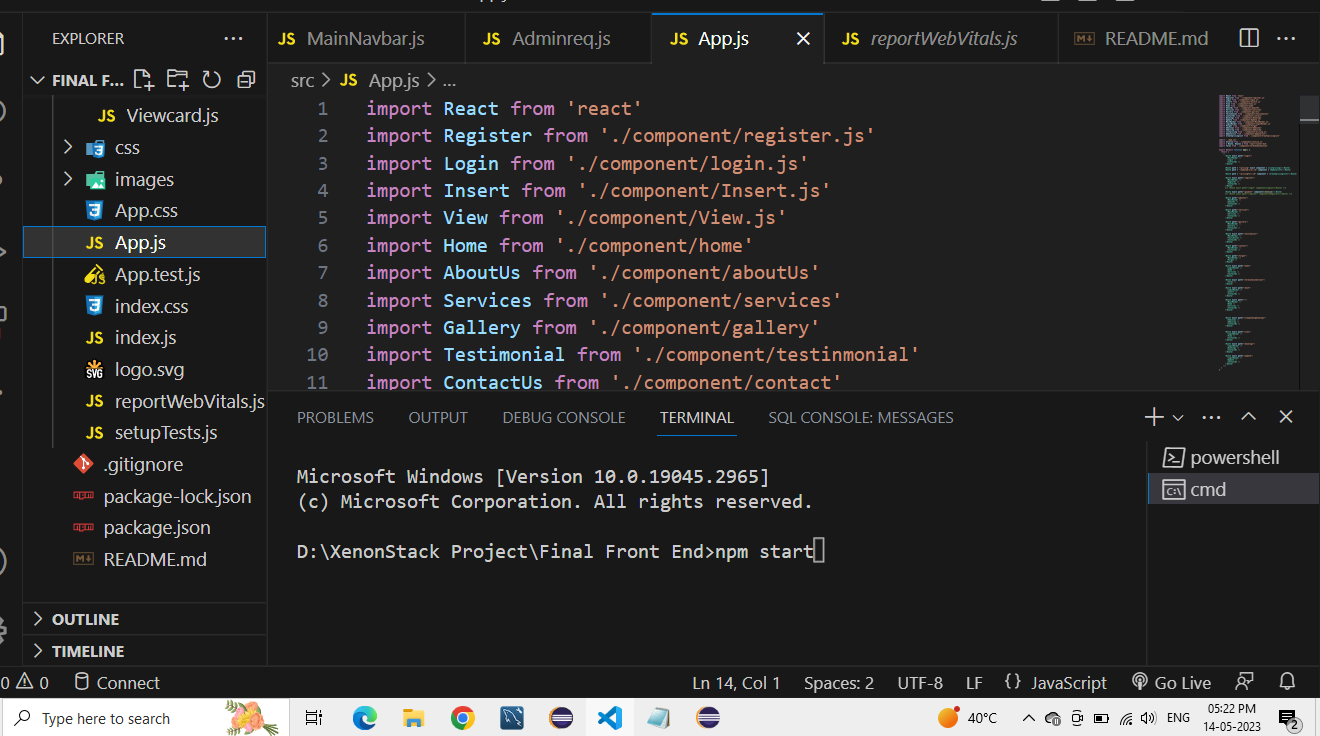 EXPLORER
FINAL F...
Viewcard.js
css
images
App.css
App.js
App.test.js
index.css
index.js
logo.svg
reportWebVitals.js
setupTests.js
.gitignore
package-lock.json
package.json
README.md
OUTLINE
TIMELINE
JS MainNavbar.js
JS Adminreq.js
JS App.js
JS reportWebVitals.js
README.md
src > JS App.js > ...
1 import React from 'react'
2 import Register from './component/register.js'
3 import Login from './component/login.js'
4 import Insert from './component/Insert.js'
5 import View from './component/View.js'
6 import Home from './component/home'
7 import AboutUs from './component/aboutUs'
8 import Services from './component/services'
9 import Gallery from './component/gallery'
10 import Testimonial from './component/testinmonial'
11 import ContactUs from './component/contact'
PROBLEMS OUTPUT DEBUG CONSOLE TERMINAL SQL CONSOLE: MESSAGES
Microsoft Windows [Version 10.0.19045.2965]
(c) Microsoft Corporation. All rights reserved.
D:\XenonStack Project\Final Front End>npm start
powershell
cmd
0 0 Connect
Ln 14, Col 1 Spaces: 2 UTF-8 LF {} JavaScript Go Live
Type here to search
40°C
ENG
05:22 PM
14-05-2023
2